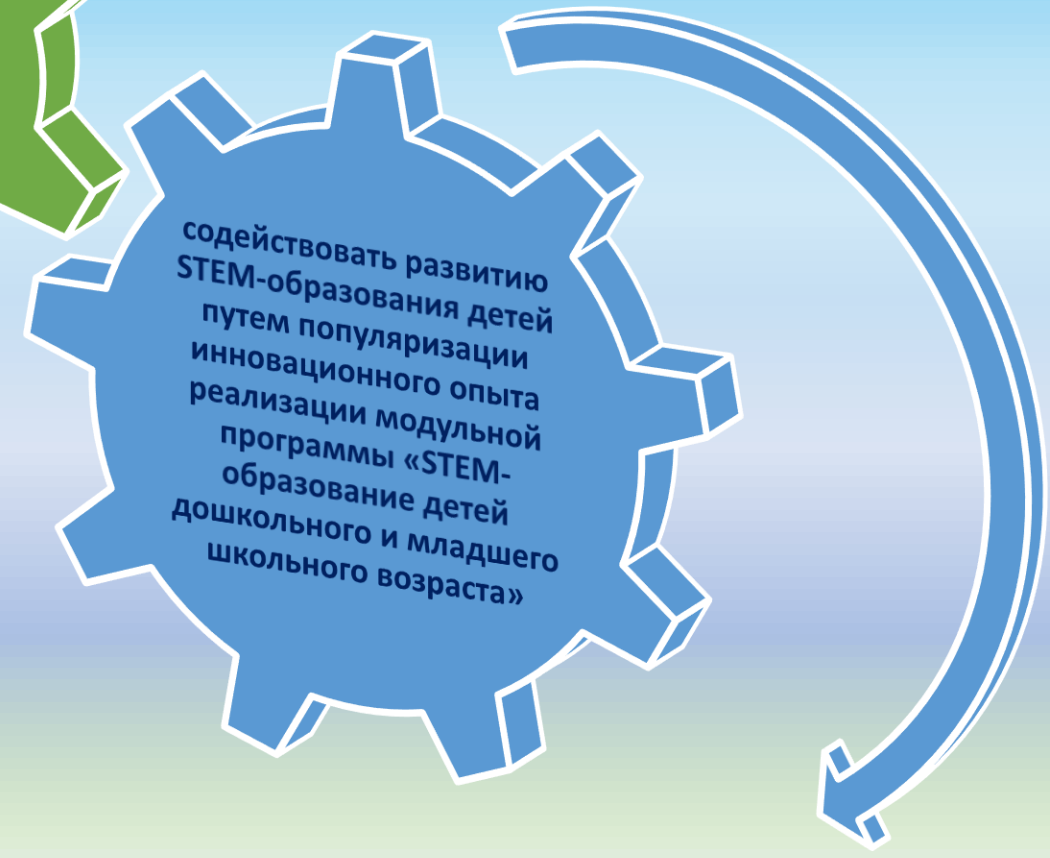 содействовать развитию
STEM-образования детей
путем популяризации
инновационного опыта
реализации модульной
программы «STEM-
образование детей
дошкольного и младшего
школьного возраста»